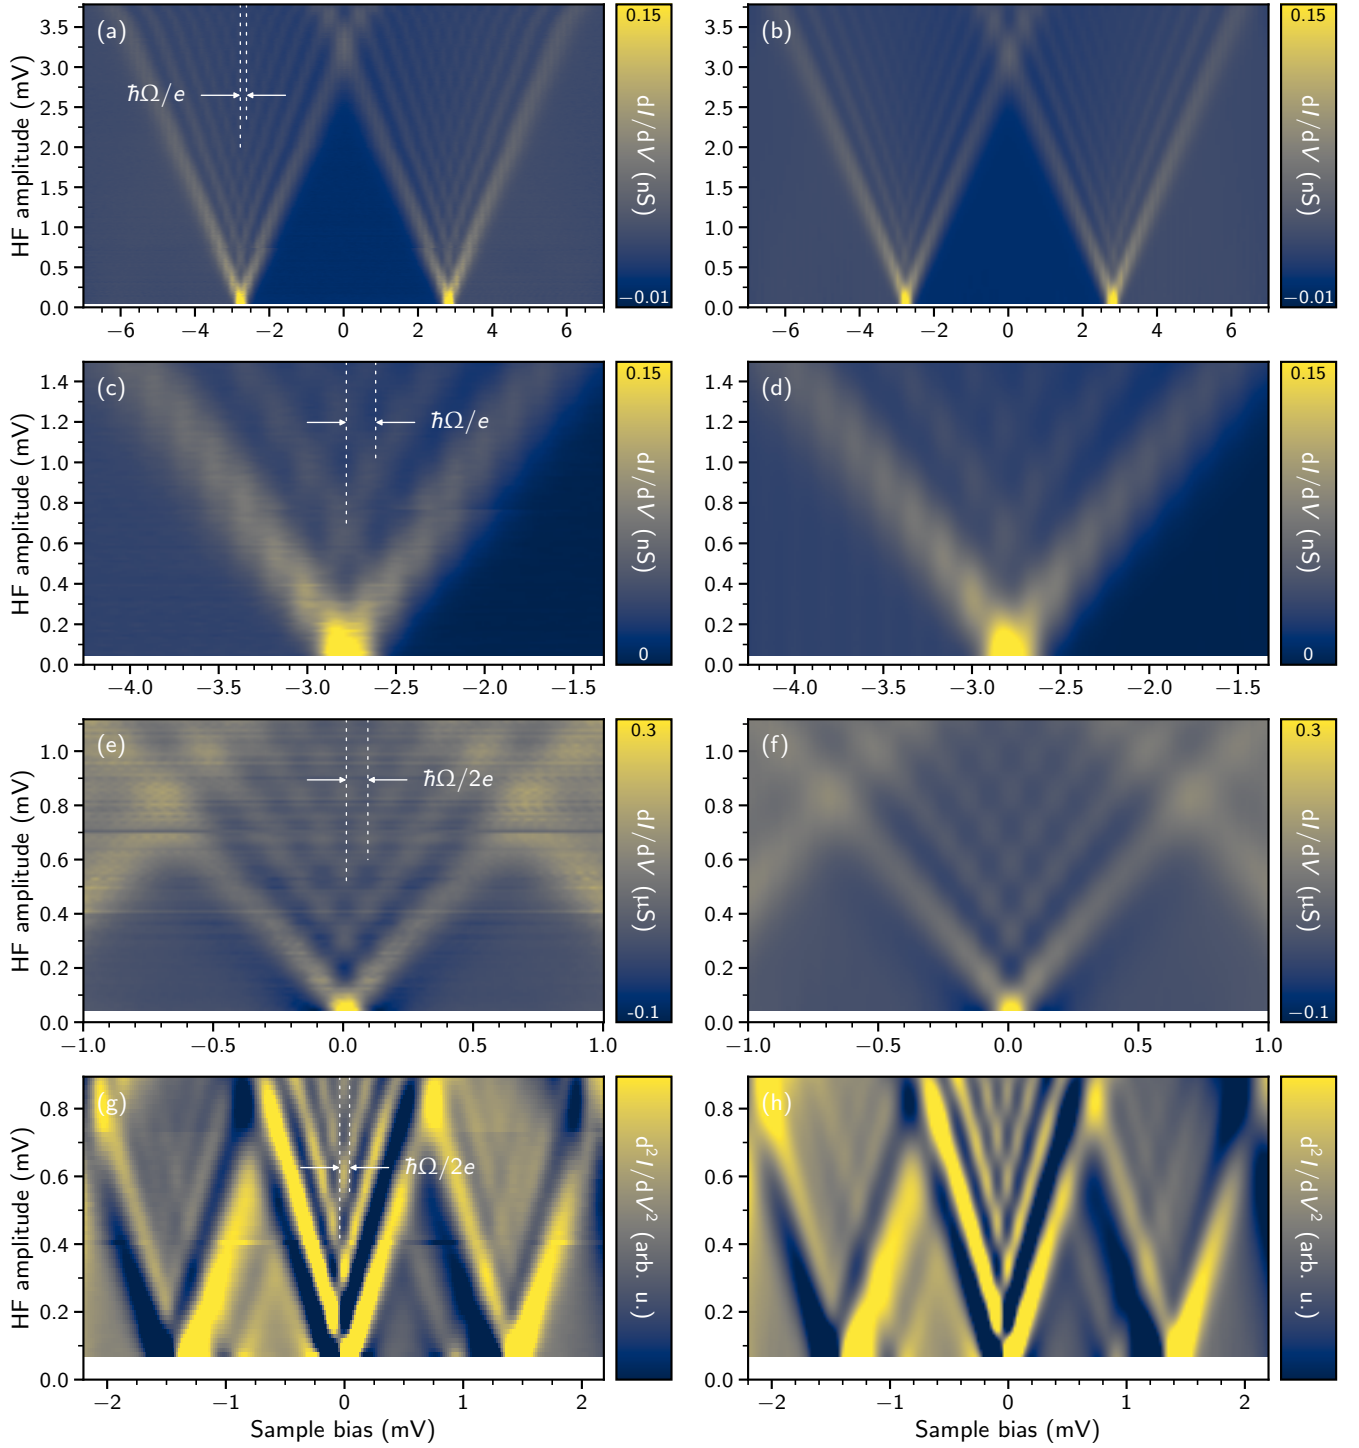 (a)
ħΩ/e
HF amplitude (mV)
3.5
3.0
2.5
2.0
1.5
1.0
0.5
0.0
−6 −4 −2 0 2 4 6
0.15
dI/dV (nS)
−0.01
(b)
3.5
3.0
2.5
2.0
1.5
1.0
0.5
0.0
−6 −4 −2 0 2 4 6
0.15
dI/dV (nS)
−0.01
(c)
ħΩ/e
HF amplitude (mV)
1.4
1.2
1.0
0.8
0.6
0.4
0.2
0.0
−4.0 −3.5 −3.0 −2.5 −2.0 −1.5
0.15
dI/dV (nS)
0
(d)
1.4
1.2
1.0
0.8
0.6
0.4
0.2
0.0
−4.0 −3.5 −3.0 −2.5 −2.0 −1.5
0.15
dI/dV (nS)
0
(e)
ħΩ/2e
HF amplitude (mV)
1.0
0.8
0.6
0.4
0.2
0.0
−1.0 −0.5 0.0 0.5 1.0
0.3
dI/dV (µS)
-0.1
(f)
1.0
0.8
0.6
0.4
0.2
0.0
−1.0 −0.5 0.0 0.5 1.0
0.3
dI/dV (µS)
−0.1
(g)
ħΩ/2e
HF amplitude (mV)
0.8
0.6
0.4
0.2
0.0
−2 −1 0 1 2
Sample bias (mV)
d²I/dV² (arb. u.)
(h)
0.8
0.6
0.4
0.2
0.0
−2 −1 0 1 2
Sample bias (mV)
d²I/dV² (arb. u.)